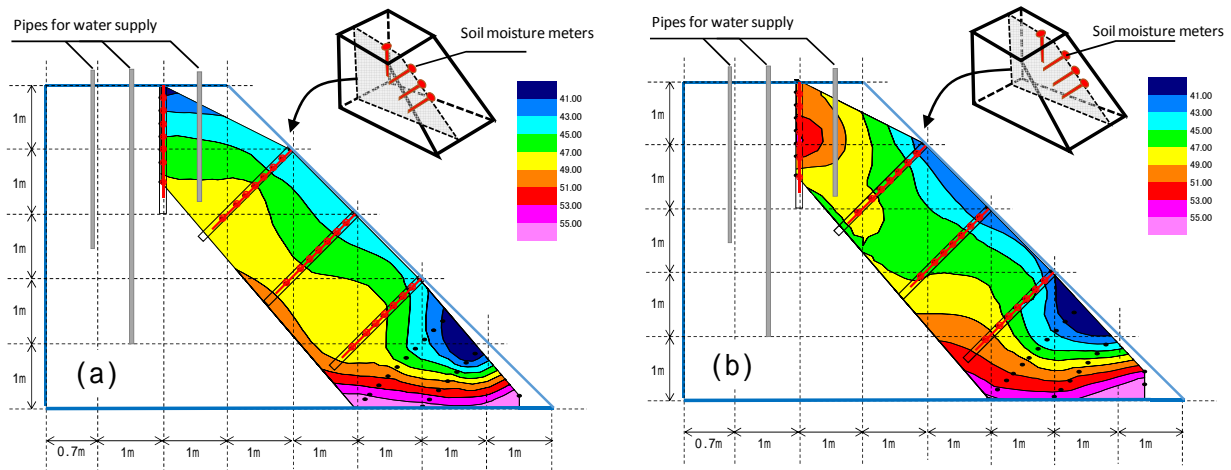 Pipes for water supply
Soil moisture meters
41.00
43.00
45.00
47.00
49.00
51.00
53.00
55.00
1m
1m
1m
1m
1m
(a)
0.7m 1m 1m 1m 1m 1m 1m 1m
Pipes for water supply
Soil moisture meters
41.00
43.00
45.00
47.00
49.00
51.00
53.00
55.00
1m
1m
1m
1m
1m
(b)
0.7m 1m 1m 1m 1m 1m 1m 1m